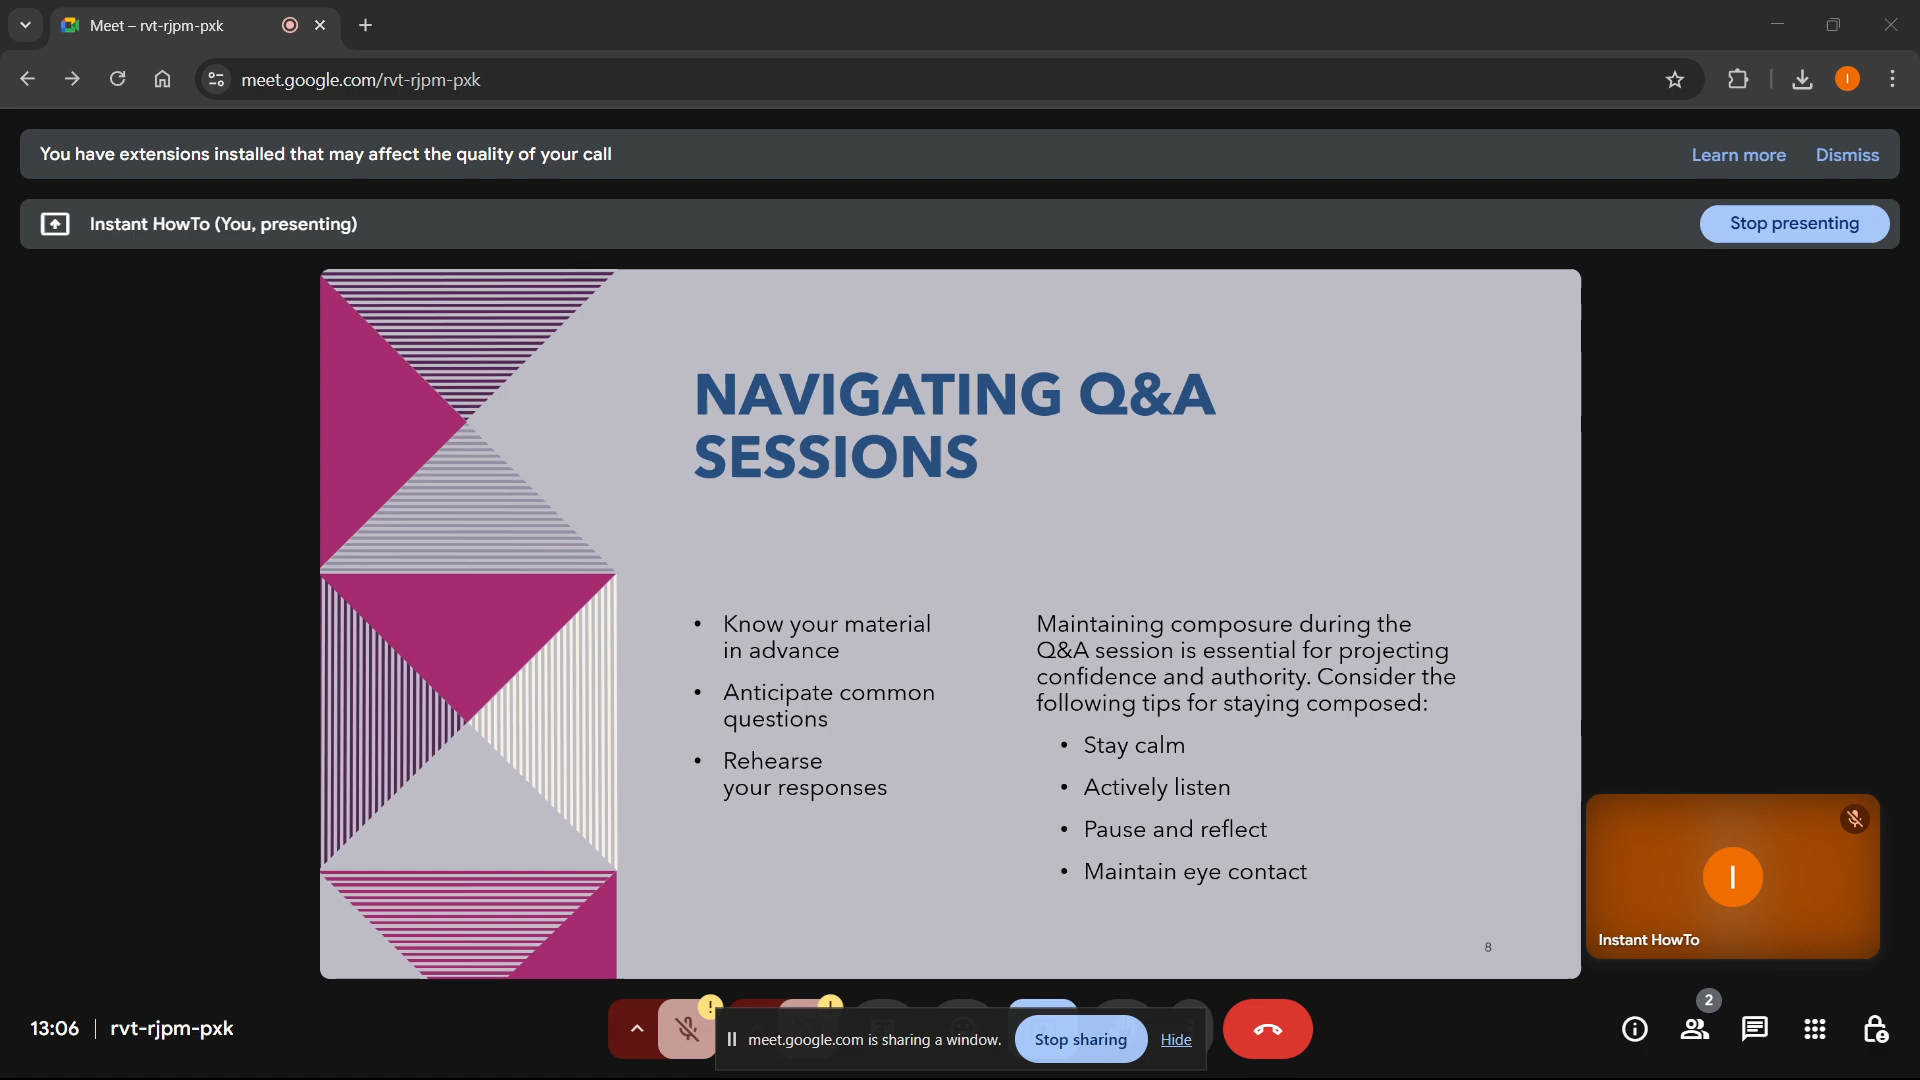 Meet – rvt-rjpm-pxk
meet.google.com/rvt-rjpm-pxk
I
You have extensions installed that may affect the quality of your call
Learn more
Dismiss
Instant HowTo (You, presenting)
Stop presenting
NAVIGATING Q&A
SESSIONS
• Know your material
in advance
• Anticipate common
questions
• Rehearse
your responses
Maintaining composure during the
Q&A session is essential for projecting
confidence and authority. Consider the
following tips for staying composed:
• Stay calm
• Actively listen
• Pause and reflect
• Maintain eye contact
8
I
Instant HowTo
13:06
rvt-rjpm-pxk
!
!
meet.google.com is sharing a window.
Stop sharing
Hide
2